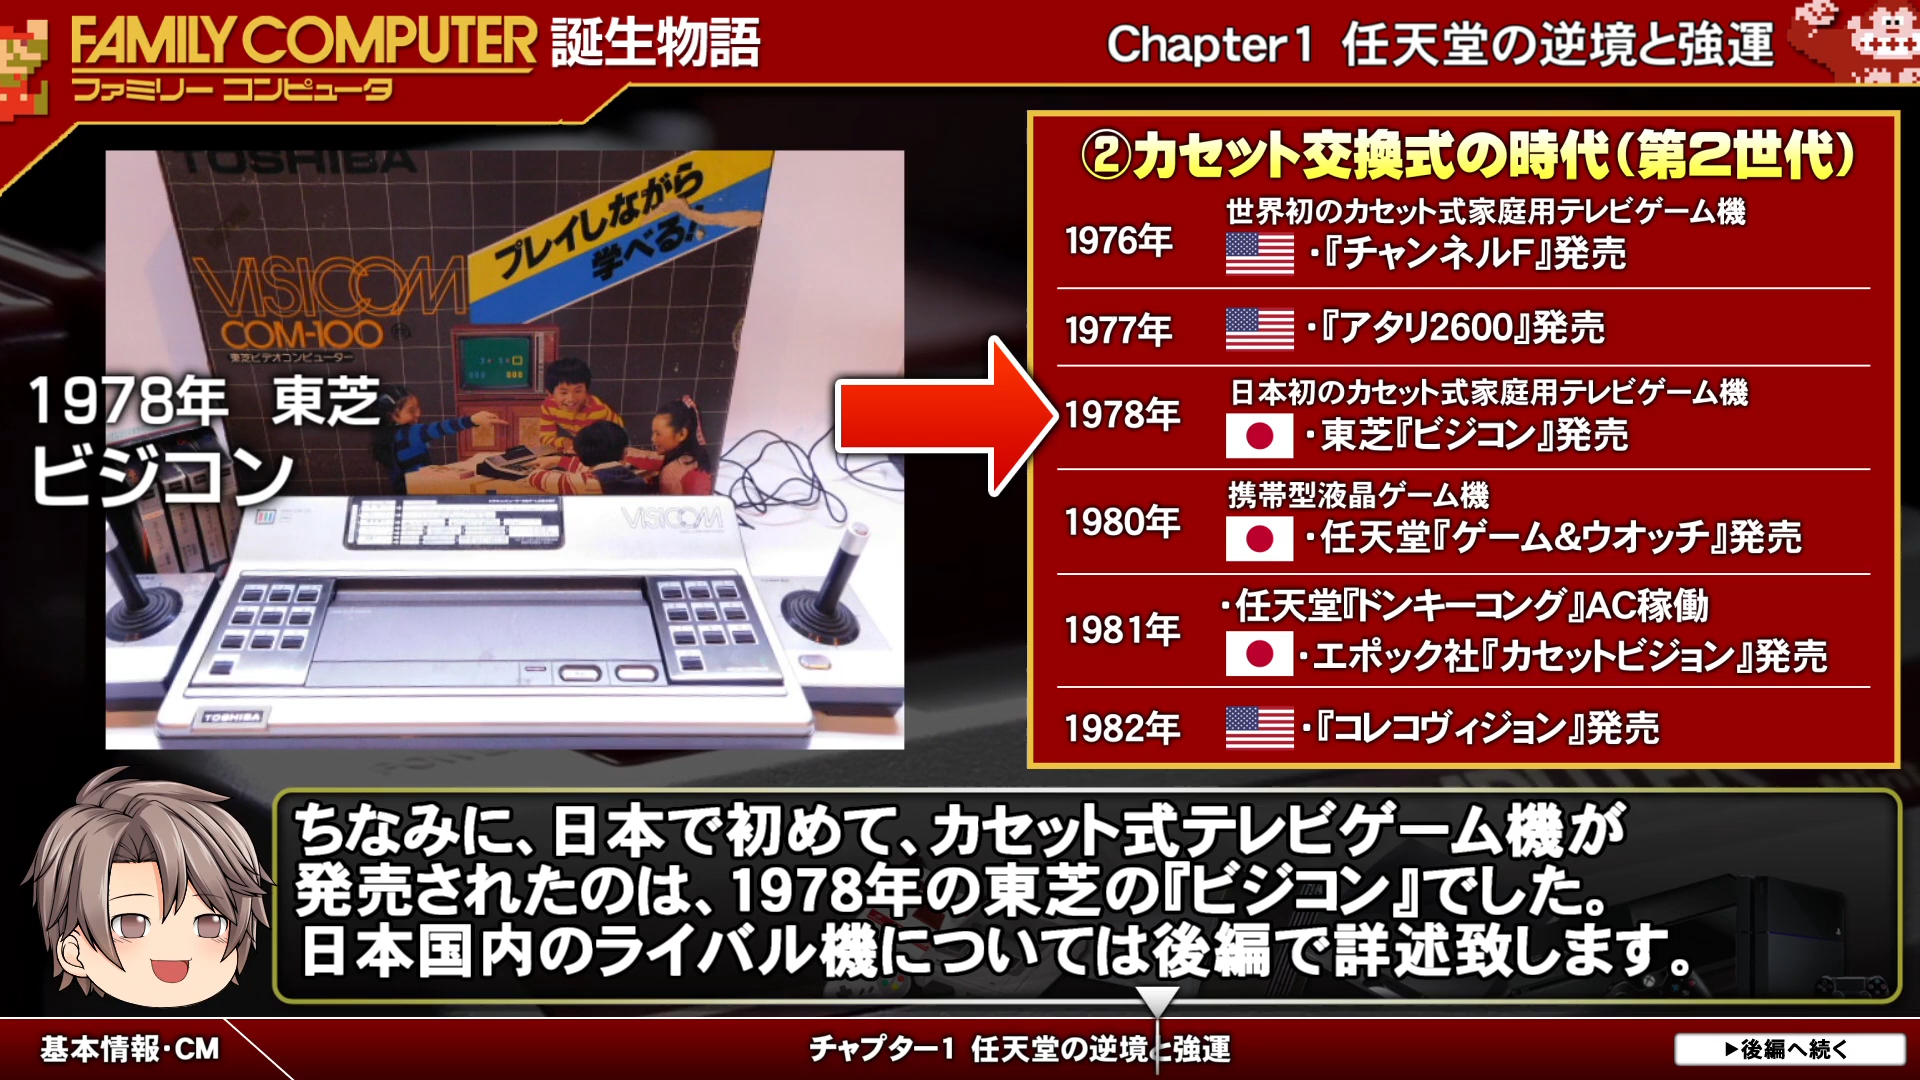 FAMILY COMPUTER 誕生物語
ファミリー コンピュータ
Chapter1 任天堂の逆境と強運
TOSHIBA
プレイしながら
学べる!
VISICOM
COM-100
東芝ビデオコンピューター
1978年 東芝
ビジコン
VISICOM
TOSHIBA
②カセット交換式の時代(第2世代)
1976年
世界初のカセット式家庭用テレビゲーム機
・『チャンネルF』発売
1977年
・『アタリ2600』発売
1978年
日本初のカセット式家庭用テレビゲーム機
・東芝『ビジコン』発売
1980年
携帯型液晶ゲーム機
・任天堂『ゲーム&ウオッチ』発売
1981年
・任天堂『ドンキーコング』AC稼働
・エポック社『カセットビジョン』発売
1982年
・『コレコヴィジョン』発売
ちなみに、日本で初めて、カセット式テレビゲーム機が
発売されたのは、1978年の東芝の『ビジコン』でした。
日本国内のライバル機については後編で詳述致します。
基本情報・CM
チャプター1 任天堂の逆境と強運
▶後編へ続く